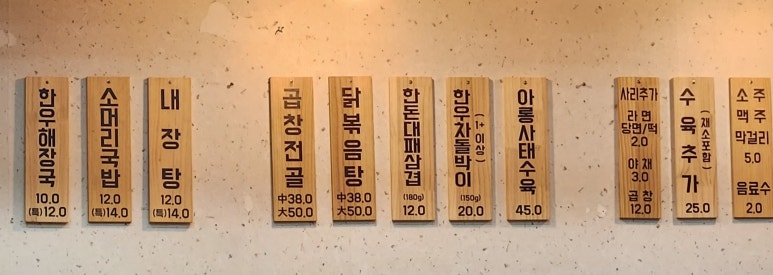 한우해장국
10.0
(특)12.0
소머리국밥
12.0
(특)14.0
내장탕
12.0
(특)14.0
곱창전골
中38.0
大50.0
닭볶음탕
中38.0
大50.0
한돈대패삼겹
(180g)
12.0
한우차돌박이
(1+이상)
(150g)
20.0
아롱사태수육
45.0
사리추가
라면
당면/떡
2.0
야채
3.0
곱창
12.0
수육추가
(채소포함)
25.0
소주
맥주
막걸리
5.0
음료수
2.0